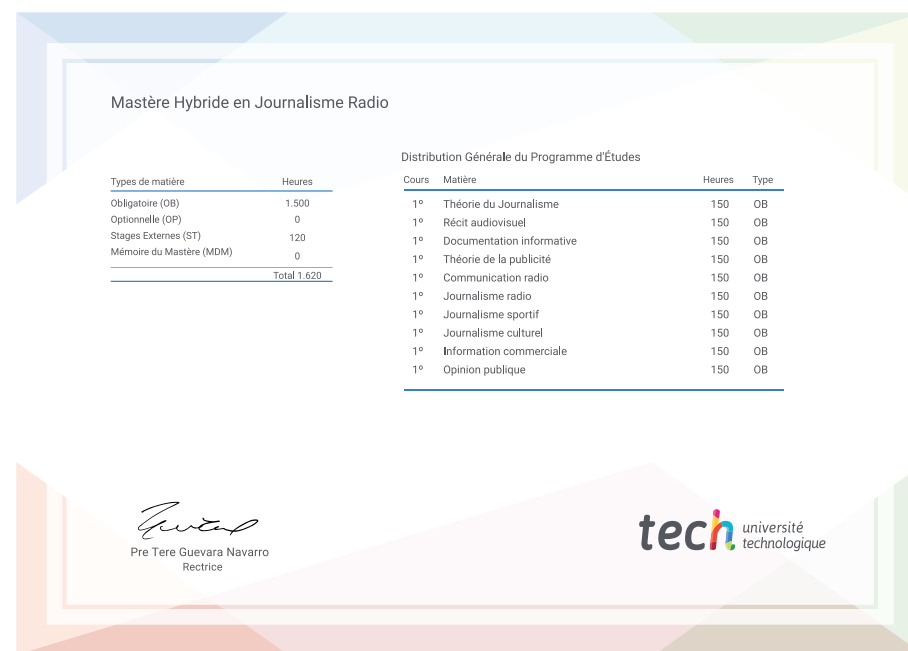 Mastère Hybride en Journalisme Radio
Types de matière Heures
Obligatoire (OB) 1.500
Optionnelle (OP) 0
Stages Externes (ST) 120
Mémoire du Mastère (MDM) 0
Total 1.620
Distribution Générale du Programme d'Études
Cours Matière Heures Type
1º Théorie du Journalisme 150 OB
1º Récit audiovisuel 150 OB
1º Documentation informative 150 OB
1º Théorie de la publicité 150 OB
1º Communication radio 150 OB
1º Journalisme radio 150 OB
1º Journalisme sportif 150 OB
1º Journalisme culturel 150 OB
1º Information commerciale 150 OB
1º Opinion publique 150 OB
Pre Tere Guevara Navarro
Rectrice
tech université
technologique